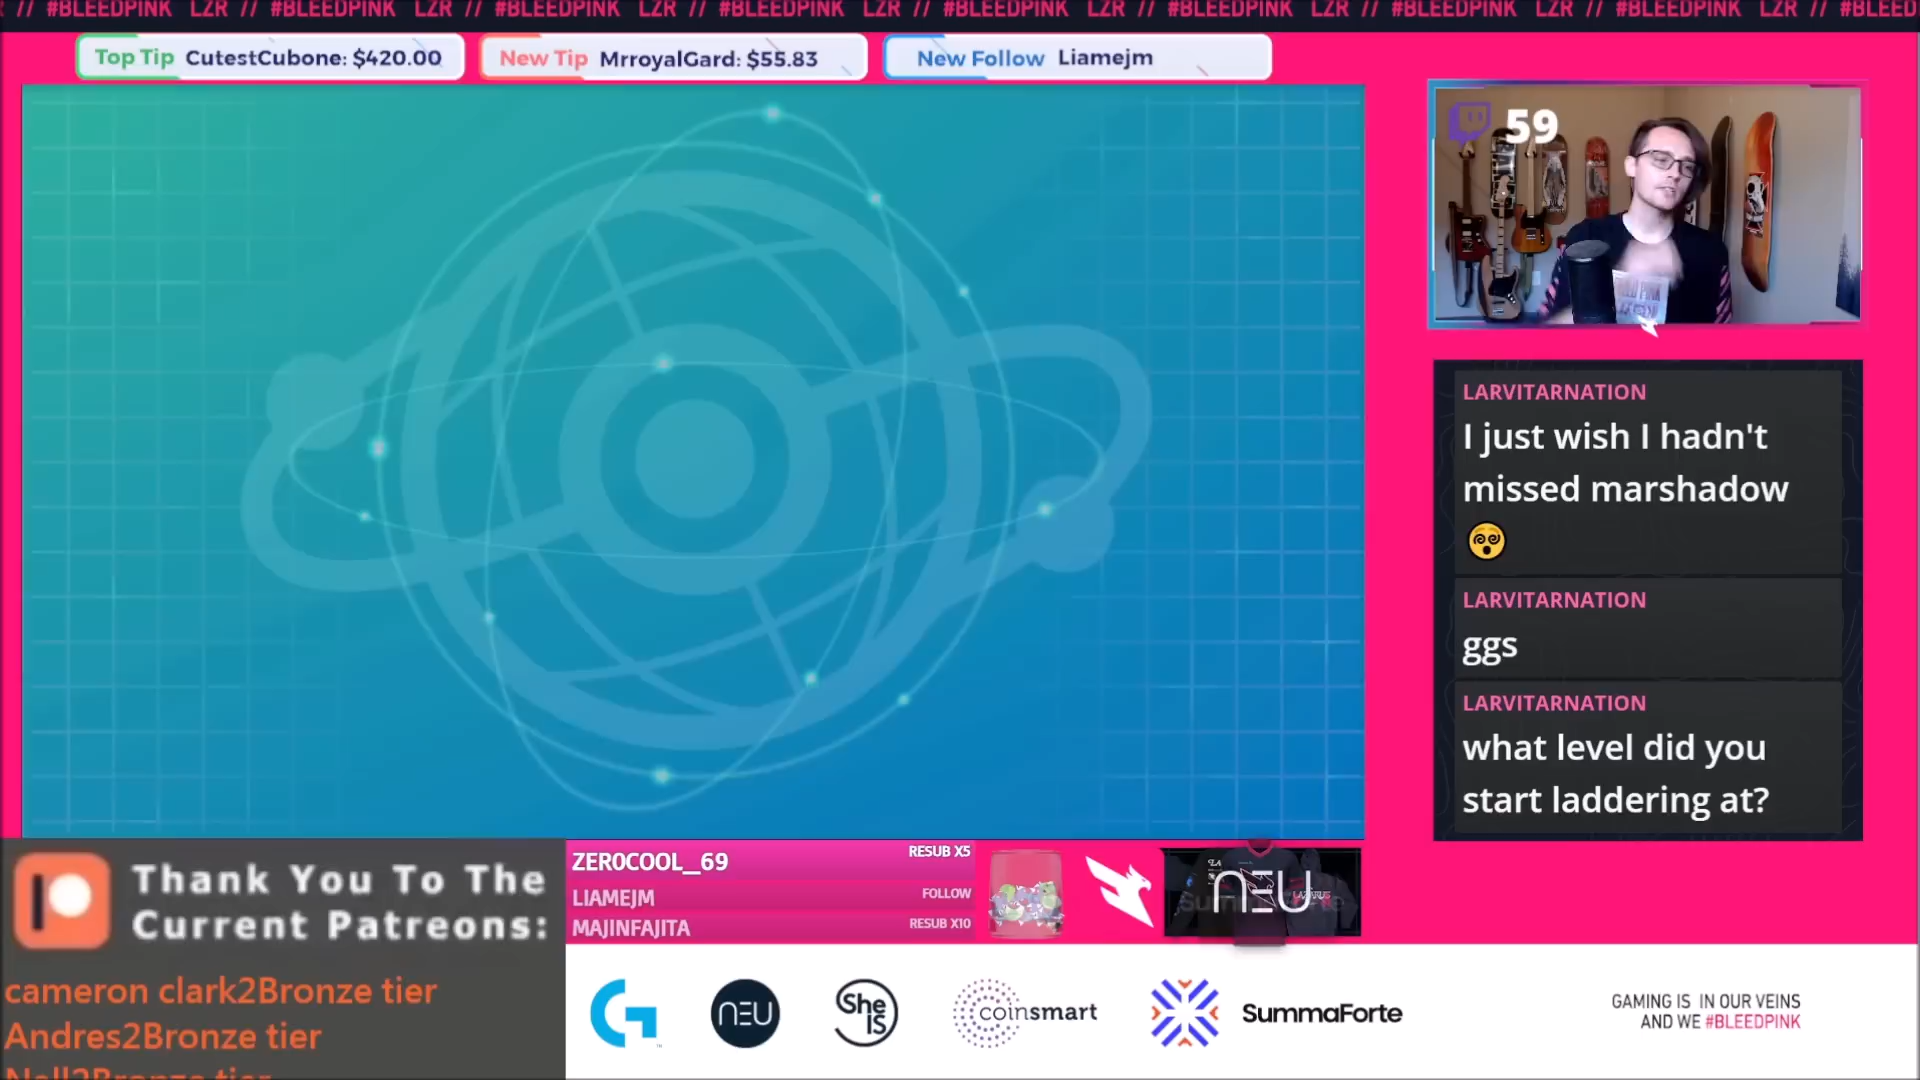 // #BLEEDPINK LZR // #BLEEDPINK LZR // #BLEEDPINK LZR // #BLEEDPINK LZR // #BLEEDPINK LZR // #BLEEDPINK LZR // #BLEEDPINK LZR // #BLEEDPINK LZR // #BLEED
Top Tip CutestCubone: $420.00
New Tip MrroyalGard: $55.83
New Follow Liamejm
59
LARVITARNATION
I just wish I hadn't
missed marshadow
LARVITARNATION
ggs
LARVITARNATION
what level did you
start laddering at?
Thank You To The
Current Patreons:
cameron clark2Bronze tier
Andres2Bronze tier
ZER0COOL__69 RESUB X5
LIAMEJM FOLLOW
MAJINFAJITA RESUB X10
NEU
NEU
She
IS
coinsmart
SummaForte
GAMING IS IN OUR VEINS
AND WE #BLEEDPINK